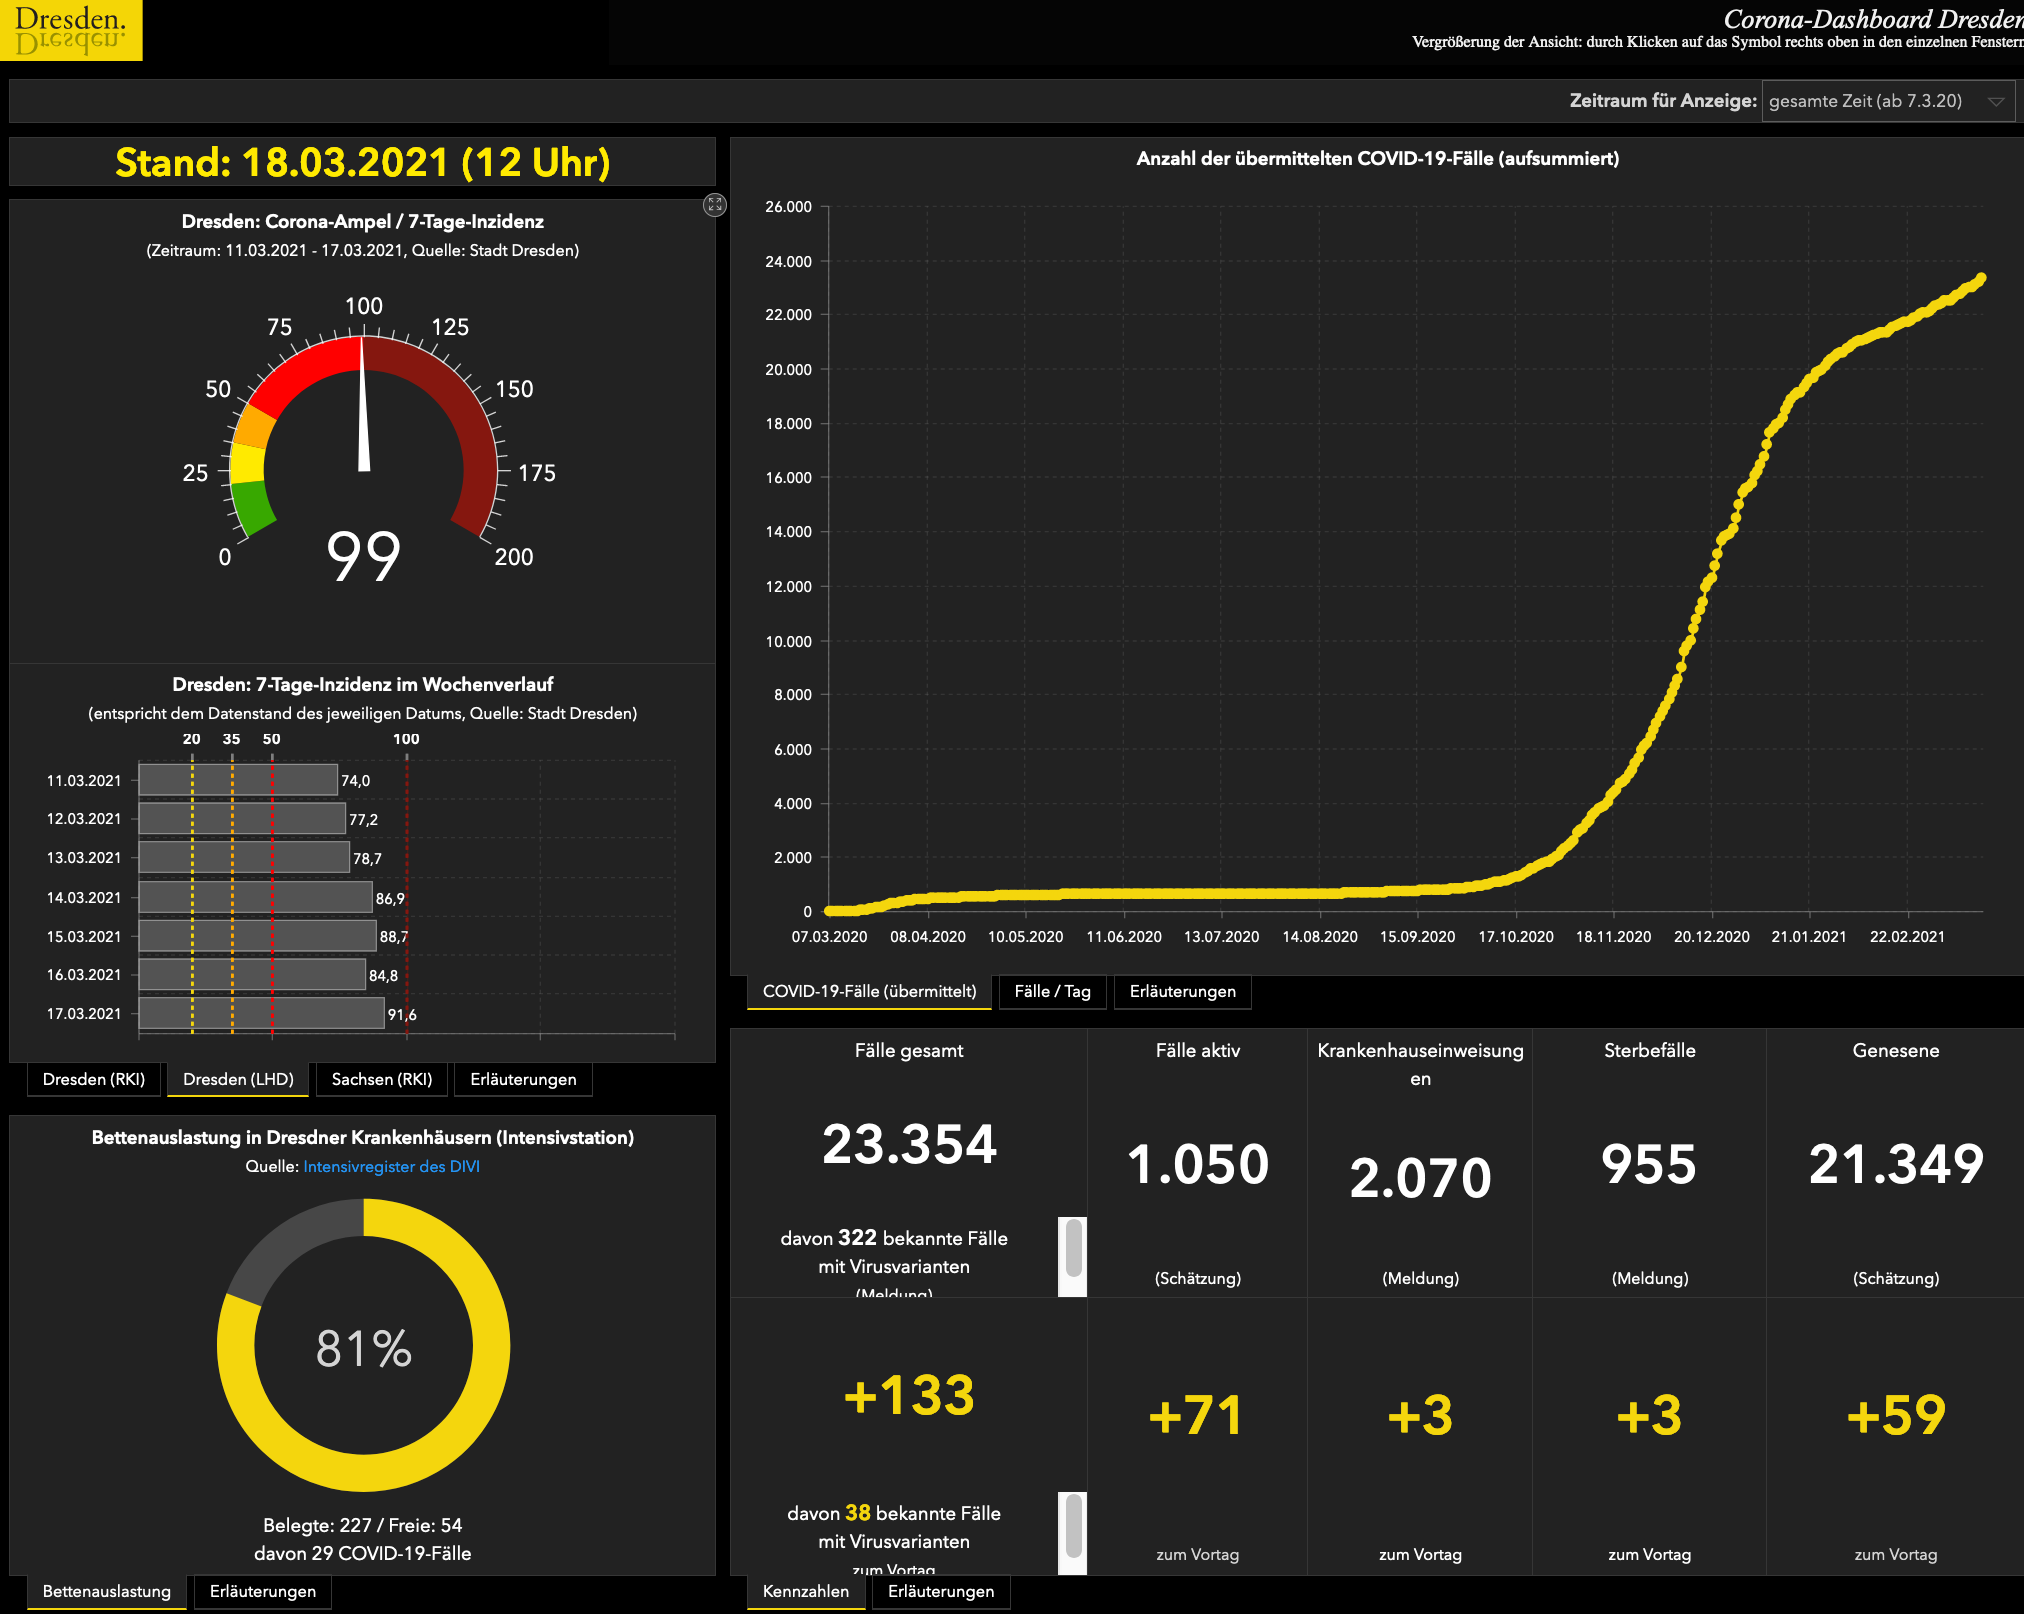 Dresden.
Corona-Dashboard Dresden
Vergrößerung der Ansicht: durch Klicken auf das Symbol rechts oben in den einzelnen Fenstern
Zeitraum für Anzeige: gesamte Zeit (ab 7.3.20)
Stand: 18.03.2021 (12 Uhr)
Dresden: Corona-Ampel / 7-Tage-Inzidenz
(Zeitraum: 11.03.2021 - 17.03.2021, Quelle: Stadt Dresden)
0
25
50
75
100
125
150
175
200
99
Dresden: 7-Tage-Inzidenz im Wochenverlauf
(entspricht dem Datenstand des jeweiligen Datums, Quelle: Stadt Dresden)
20 35 50 100
11.03.2021 74,0
12.03.2021 77,2
13.03.2021 78,7
14.03.2021 86,9
15.03.2021 88,7
16.03.2021 84,8
17.03.2021 91,6
Dresden (RKI) Dresden (LHD) Sachsen (RKI) Erläuterungen
Bettenauslastung in Dresdner Krankenhäusern (Intensivstation)
Quelle: Intensivregister des DIVI
81%
Belegte: 227 / Freie: 54
davon 29 COVID-19-Fälle
Bettenauslastung Erläuterungen
Anzahl der übermittelten COVID-19-Fälle (aufsummiert)
26.000
24.000
22.000
20.000
18.000
16.000
14.000
12.000
10.000
8.000
6.000
4.000
2.000
0
07.03.2020 08.04.2020 10.05.2020 11.06.2020 13.07.2020 14.08.2020 15.09.2020 17.10.2020 18.11.2020 20.12.2020 21.01.2021 22.02.2021
COVID-19-Fälle (übermittelt) Fälle / Tag Erläuterungen
Fälle gesamt
23.354
davon 322 bekannte Fälle
mit Virusvarianten
(Meldung)
+133
davon 38 bekannte Fälle
mit Virusvarianten
zum Vortag
Fälle aktiv
1.050
(Schätzung)
+71
zum Vortag
Krankenhauseinweisung
en
2.070
(Meldung)
+3
zum Vortag
Sterbefälle
955
(Meldung)
+3
zum Vortag
Genesene
21.349
(Schätzung)
+59
zum Vortag
Kennzahlen Erläuterungen